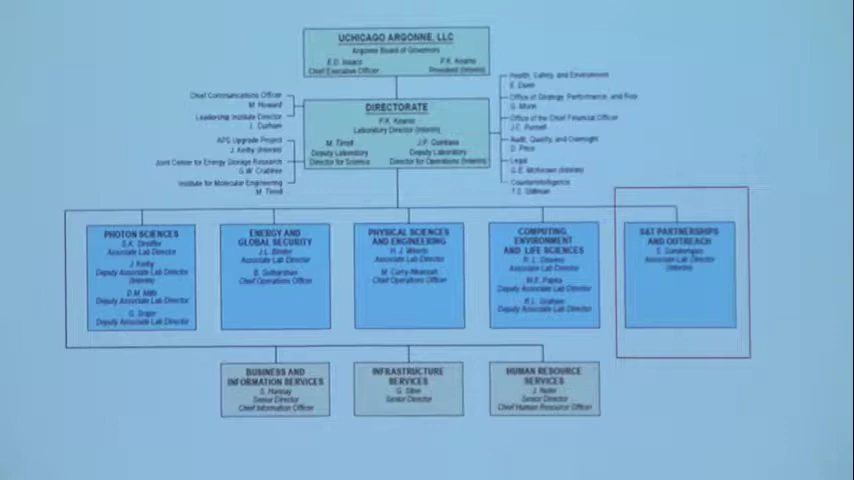 UCHICAGO ARGONNE, LLC
Argonne Board of Governors
E.D. Isaacs
Chief Executive Officer
P.K. Kearns
President (Interim)
DIRECTORATE
P.K. Kearns
Laboratory Director (Interim)
M. Tirrell
Deputy Laboratory
Director for Science
J.P. Quintana
Deputy Laboratory
Director for Operations (Interim)
Chief Communications Officer
M. Howard
Leadership Institute Director
L. Durham
APS Upgrade Project
J. Kerby (Interim)
Joint Center for Energy Storage Research
G.W. Crabtree
Institute for Molecular Engineering
M. Tirrell
Health, Safety, and Environment
Office of Strategy, Performance, and Risk
Office of the Chief Financial Officer
Audit, Quality, and Oversight
D. Price
Legal
(Interim)
Counterintelligence
PHOTON SCIENCES
Associate Lab Director
J. Kerby
Deputy Associate Lab Director
(Interim)
D.M. Mills
Deputy Associate Lab Director
Deputy Associate Lab Director
ENERGY AND
GLOBAL SECURITY
Associate Lab Director
Chief Operations Officer
PHYSICAL SCIENCES
AND ENGINEERING
Associate Lab Director
Chief Operations Officer
COMPUTING,
ENVIRONMENT
AND LIFE SCIENCES
R. L. Stevens
Associate Lab Director
M.E. Papka
Deputy Associate Lab Director
Deputy Associate Lab Director
S&T PARTNERSHIPS
AND OUTREACH
Associate Lab Director
(Interim)
BUSINESS AND
INFORMATION SERVICES
S. Hannay
Senior Director
Chief Information Officer
INFRASTRUCTURE
SERVICES
Senior Director
HUMAN RESOURCE
SERVICES
Senior Director
Chief Human Resource Officer